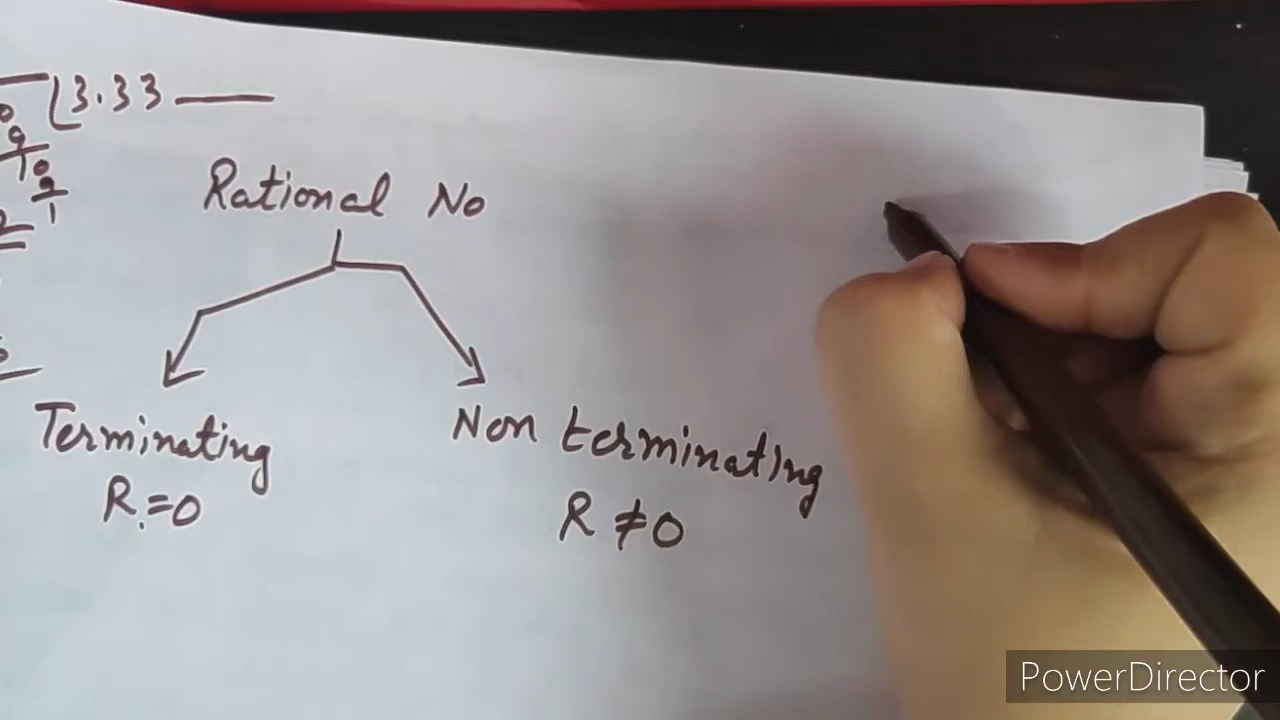 3.33
Rational No
Terminating
R.=0
Non terminating
R ≠ 0
PowerDirector